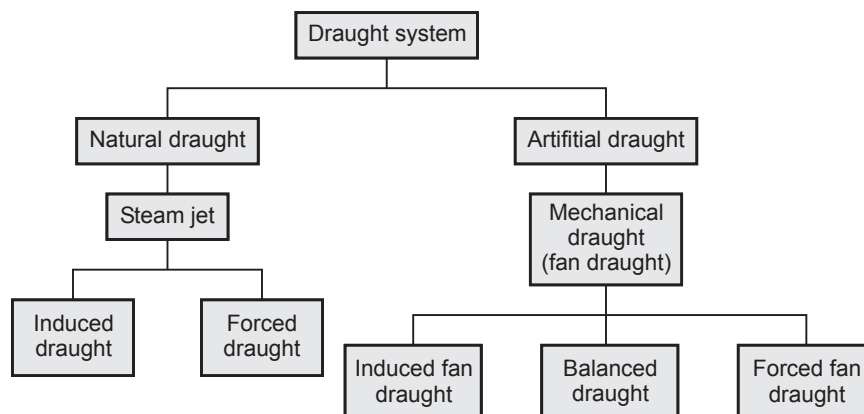 Draught system
Natural draught
Artifitial draught
Steam jet
Mechanical
draught
(fan draught)
Induced
draught
Forced
draught
Induced fan
draught
Balanced
draught
Forced fan
draught